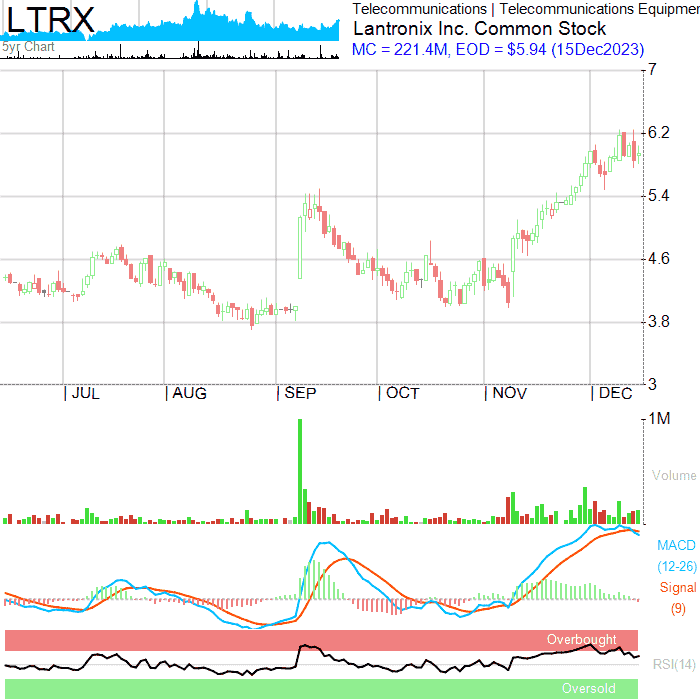 LTRX
5yr Chart
Telecommunications | Telecommunications Equipmen
Lantronix Inc. Common Stock
MC = 221.4M, EOD = $5.94 (15Dec2023)
7
6.2
5.4
4.6
3.8
3
JUL AUG SEP OCT NOV DEC
1M
Volume
MACD
(12-26)
Signal
(9)
Overbought
RSI(14)
Oversold